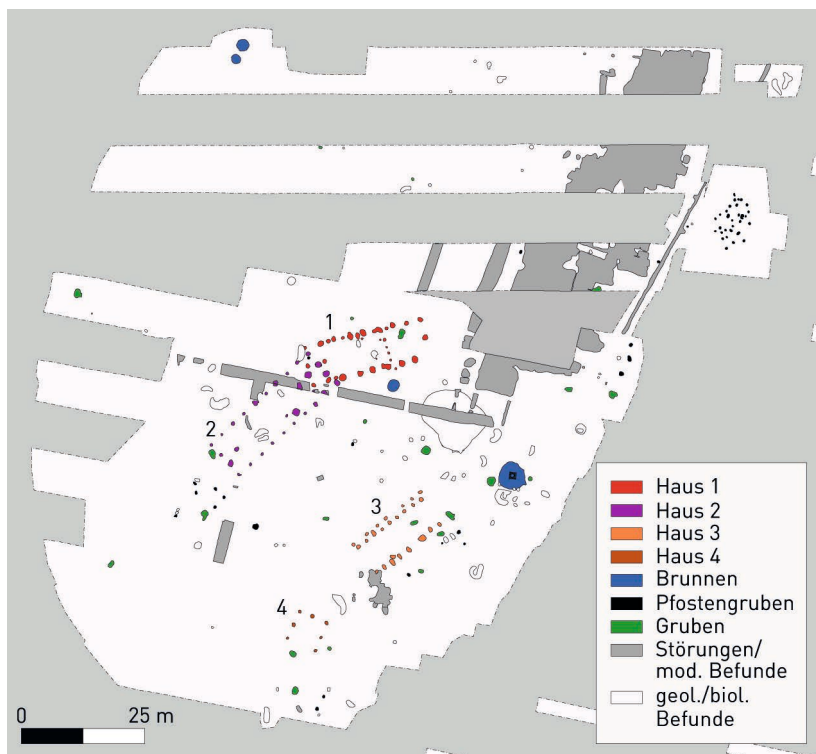 1
2
3
4
Haus 1
Haus 2
Haus 3
Haus 4
Brunnen
Pfostengruben
Gruben
Störungen/
mod. Befunde
geol./biol.
Befunde
0 25 m